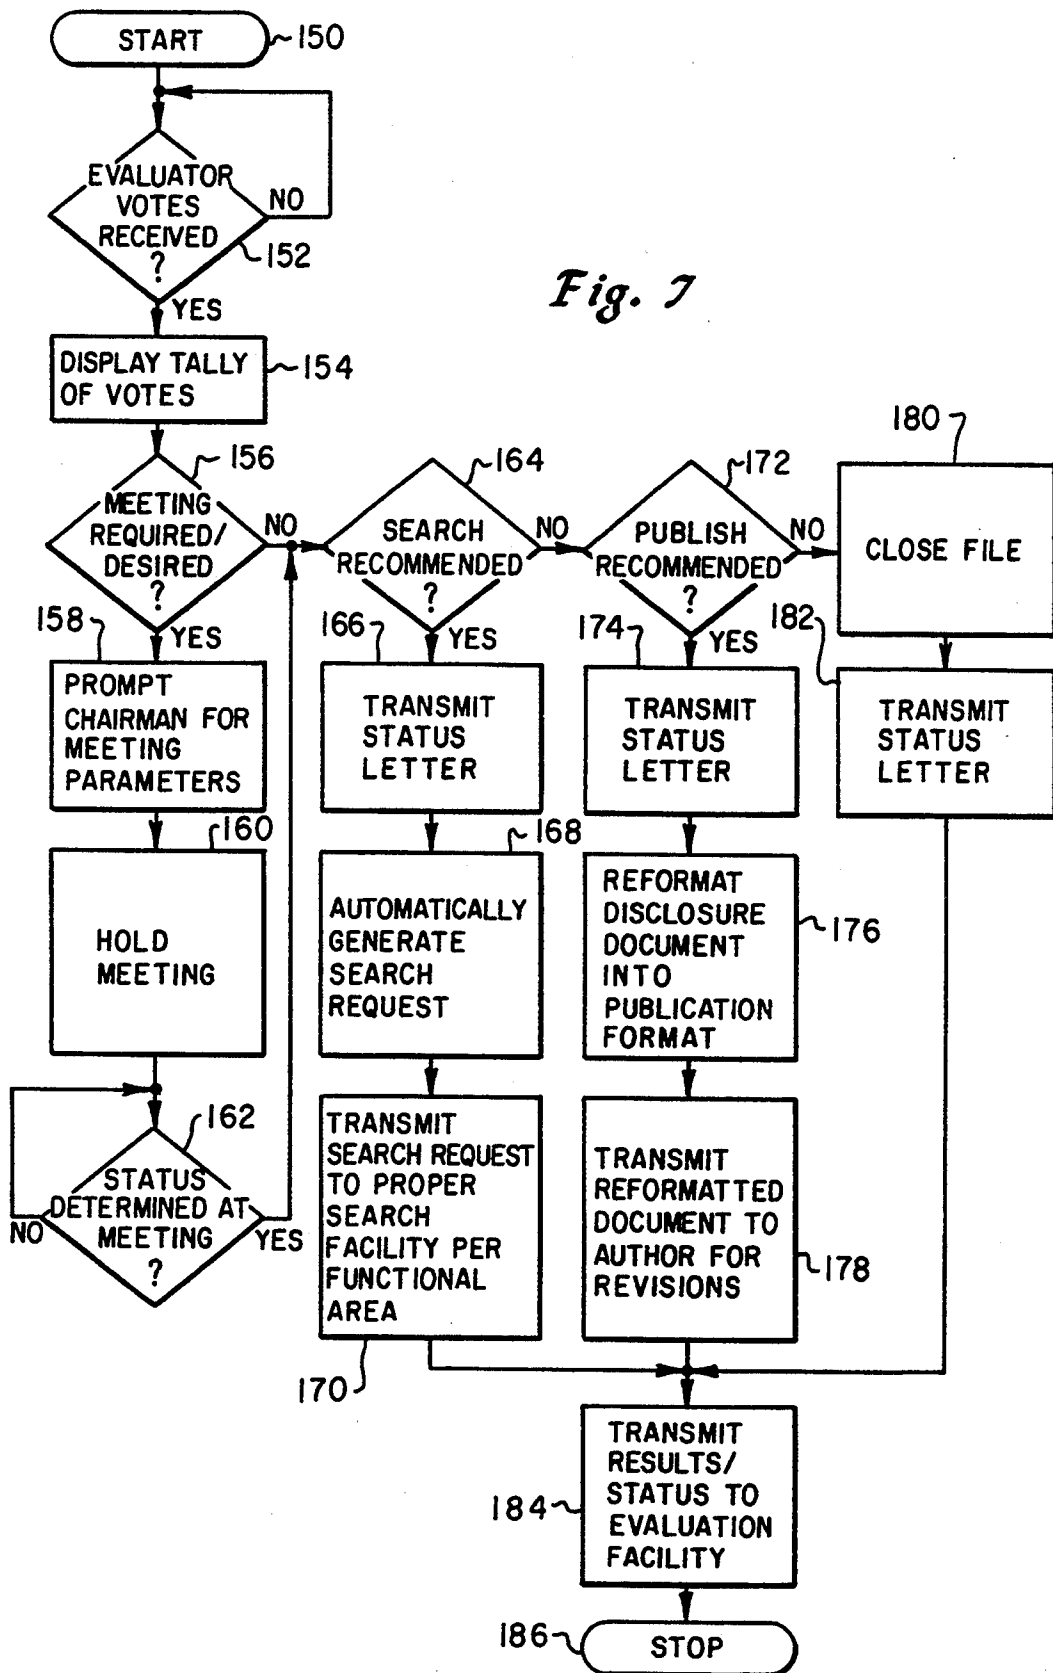 START
150
EVALUATOR
VOTES
RECEIVED
?
NO
152
YES
Fig. 7
DISPLAY TALLY
OF VOTES
154
156
MEETING
REQUIRED/
DESIRED
?
NO
YES
158
PROMPT
CHAIRMAN FOR
MEETING
PARAMETERS
160
HOLD
MEETING
162
STATUS
DETERMINED AT
MEETING
?
NO
YES
164
SEARCH
RECOMMENDED
?
NO
YES
166
TRANSMIT
STATUS
LETTER
168
AUTOMATICALLY
GENERATE
SEARCH
REQUEST
TRANSMIT
SEARCH REQUEST
TO PROPER
SEARCH
FACILITY PER
FUNCTIONAL
AREA
170
172
PUBLISH
RECOMMENDED
?
NO
YES
174
TRANSMIT
STATUS
LETTER
REFORMAT
DISCLOSURE
DOCUMENT
INTO
PUBLICATION
FORMAT
176
TRANSMIT
REFORMATTED
DOCUMENT TO
AUTHOR FOR
REVISIONS
178
180
CLOSE FILE
182
TRANSMIT
STATUS
LETTER
TRANSMIT
RESULTS/
STATUS TO
EVALUATION
FACILITY
184
186
STOP